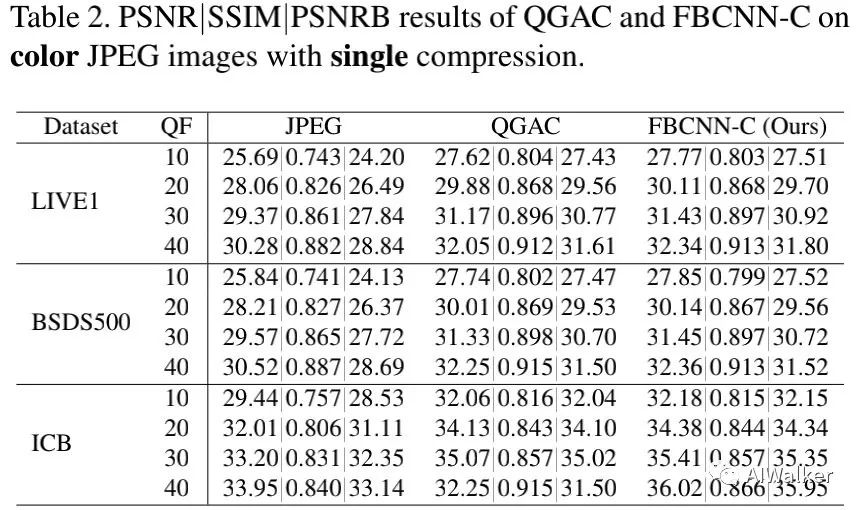 Table 2. PSNR|SSIM|PSNRB results of QGAC and FBCNN-C on
color JPEG images with single compression.
Dataset QF JPEG QGAC FBCNN-C (Ours)
LIVE1
10 25.69|0.743|24.20 27.62|0.804|27.43 27.77|0.803|27.51
20 28.06|0.826|26.49 29.88|0.868|29.56 30.11|0.868|29.70
30 29.37|0.861|27.84 31.17|0.896|30.77 31.43|0.897|30.92
40 30.28|0.882|28.84 32.05|0.912|31.61 32.34|0.913|31.80
BSDS500
10 25.84|0.741|24.13 27.74|0.802|27.47 27.85|0.799|27.52
20 28.21|0.827|26.37 30.01|0.869|29.53 30.14|0.867|29.56
30 29.57|0.865|27.72 31.33|0.898|30.70 31.45|0.897|30.72
40 30.52|0.887|28.69 32.25|0.915|31.50 32.36|0.913|31.52
ICB
10 29.44|0.757|28.53 32.06|0.816|32.04 32.18|0.815|32.15
20 32.01|0.806|31.11 34.13|0.843|34.10 34.38|0.844|34.34
30 33.20|0.831|32.35 35.07|0.857|35.02 35.41|0.857|35.35
40 33.95|0.840|33.14 32.25|0.915|31.50 36.02|0.866|35.95
AIWalker